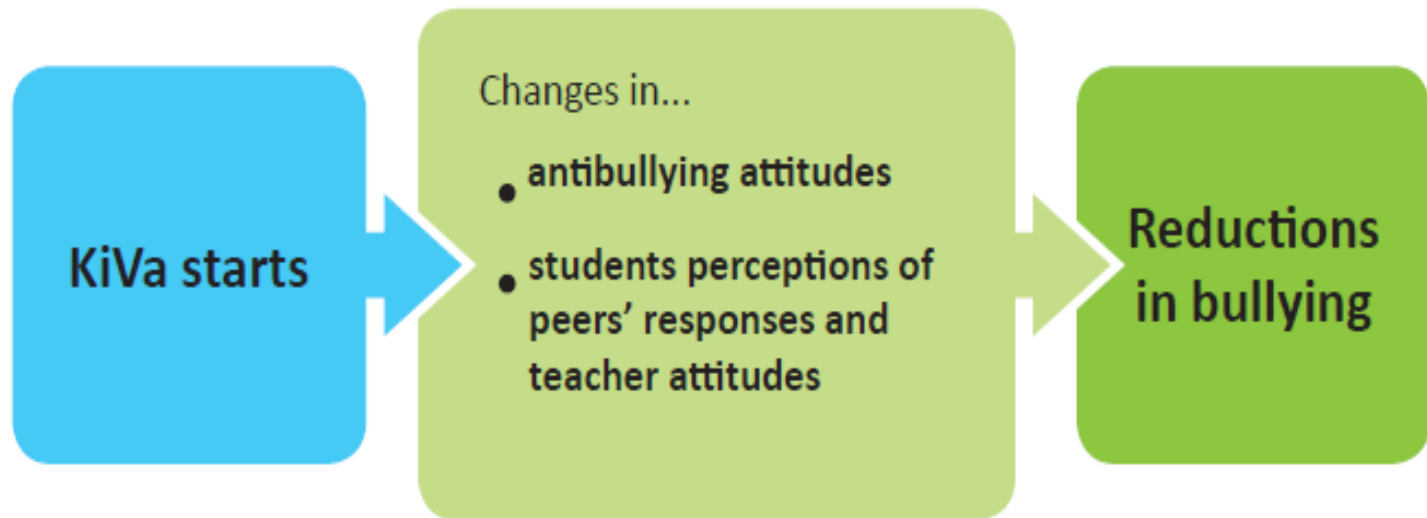 KiVa starts
Changes in...
• antibullying attitudes
• students perceptions of
peers’ responses and
teacher attitudes
Reductions
in bullying